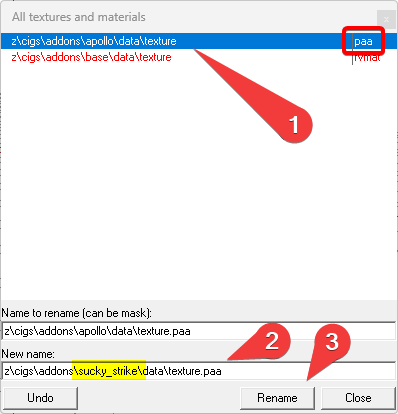 All textures and materials
x
z\cigs\addons\apollo\data\texture paa
1
z\cigs\addons\base\data\texture rvmat
Name to rename (can be mask):
z\cigs\addons\apollo\data\texture.paa
2
3
New name:
z\cigs\addons\sucky_strike\data\texture.paa
Undo Rename Close